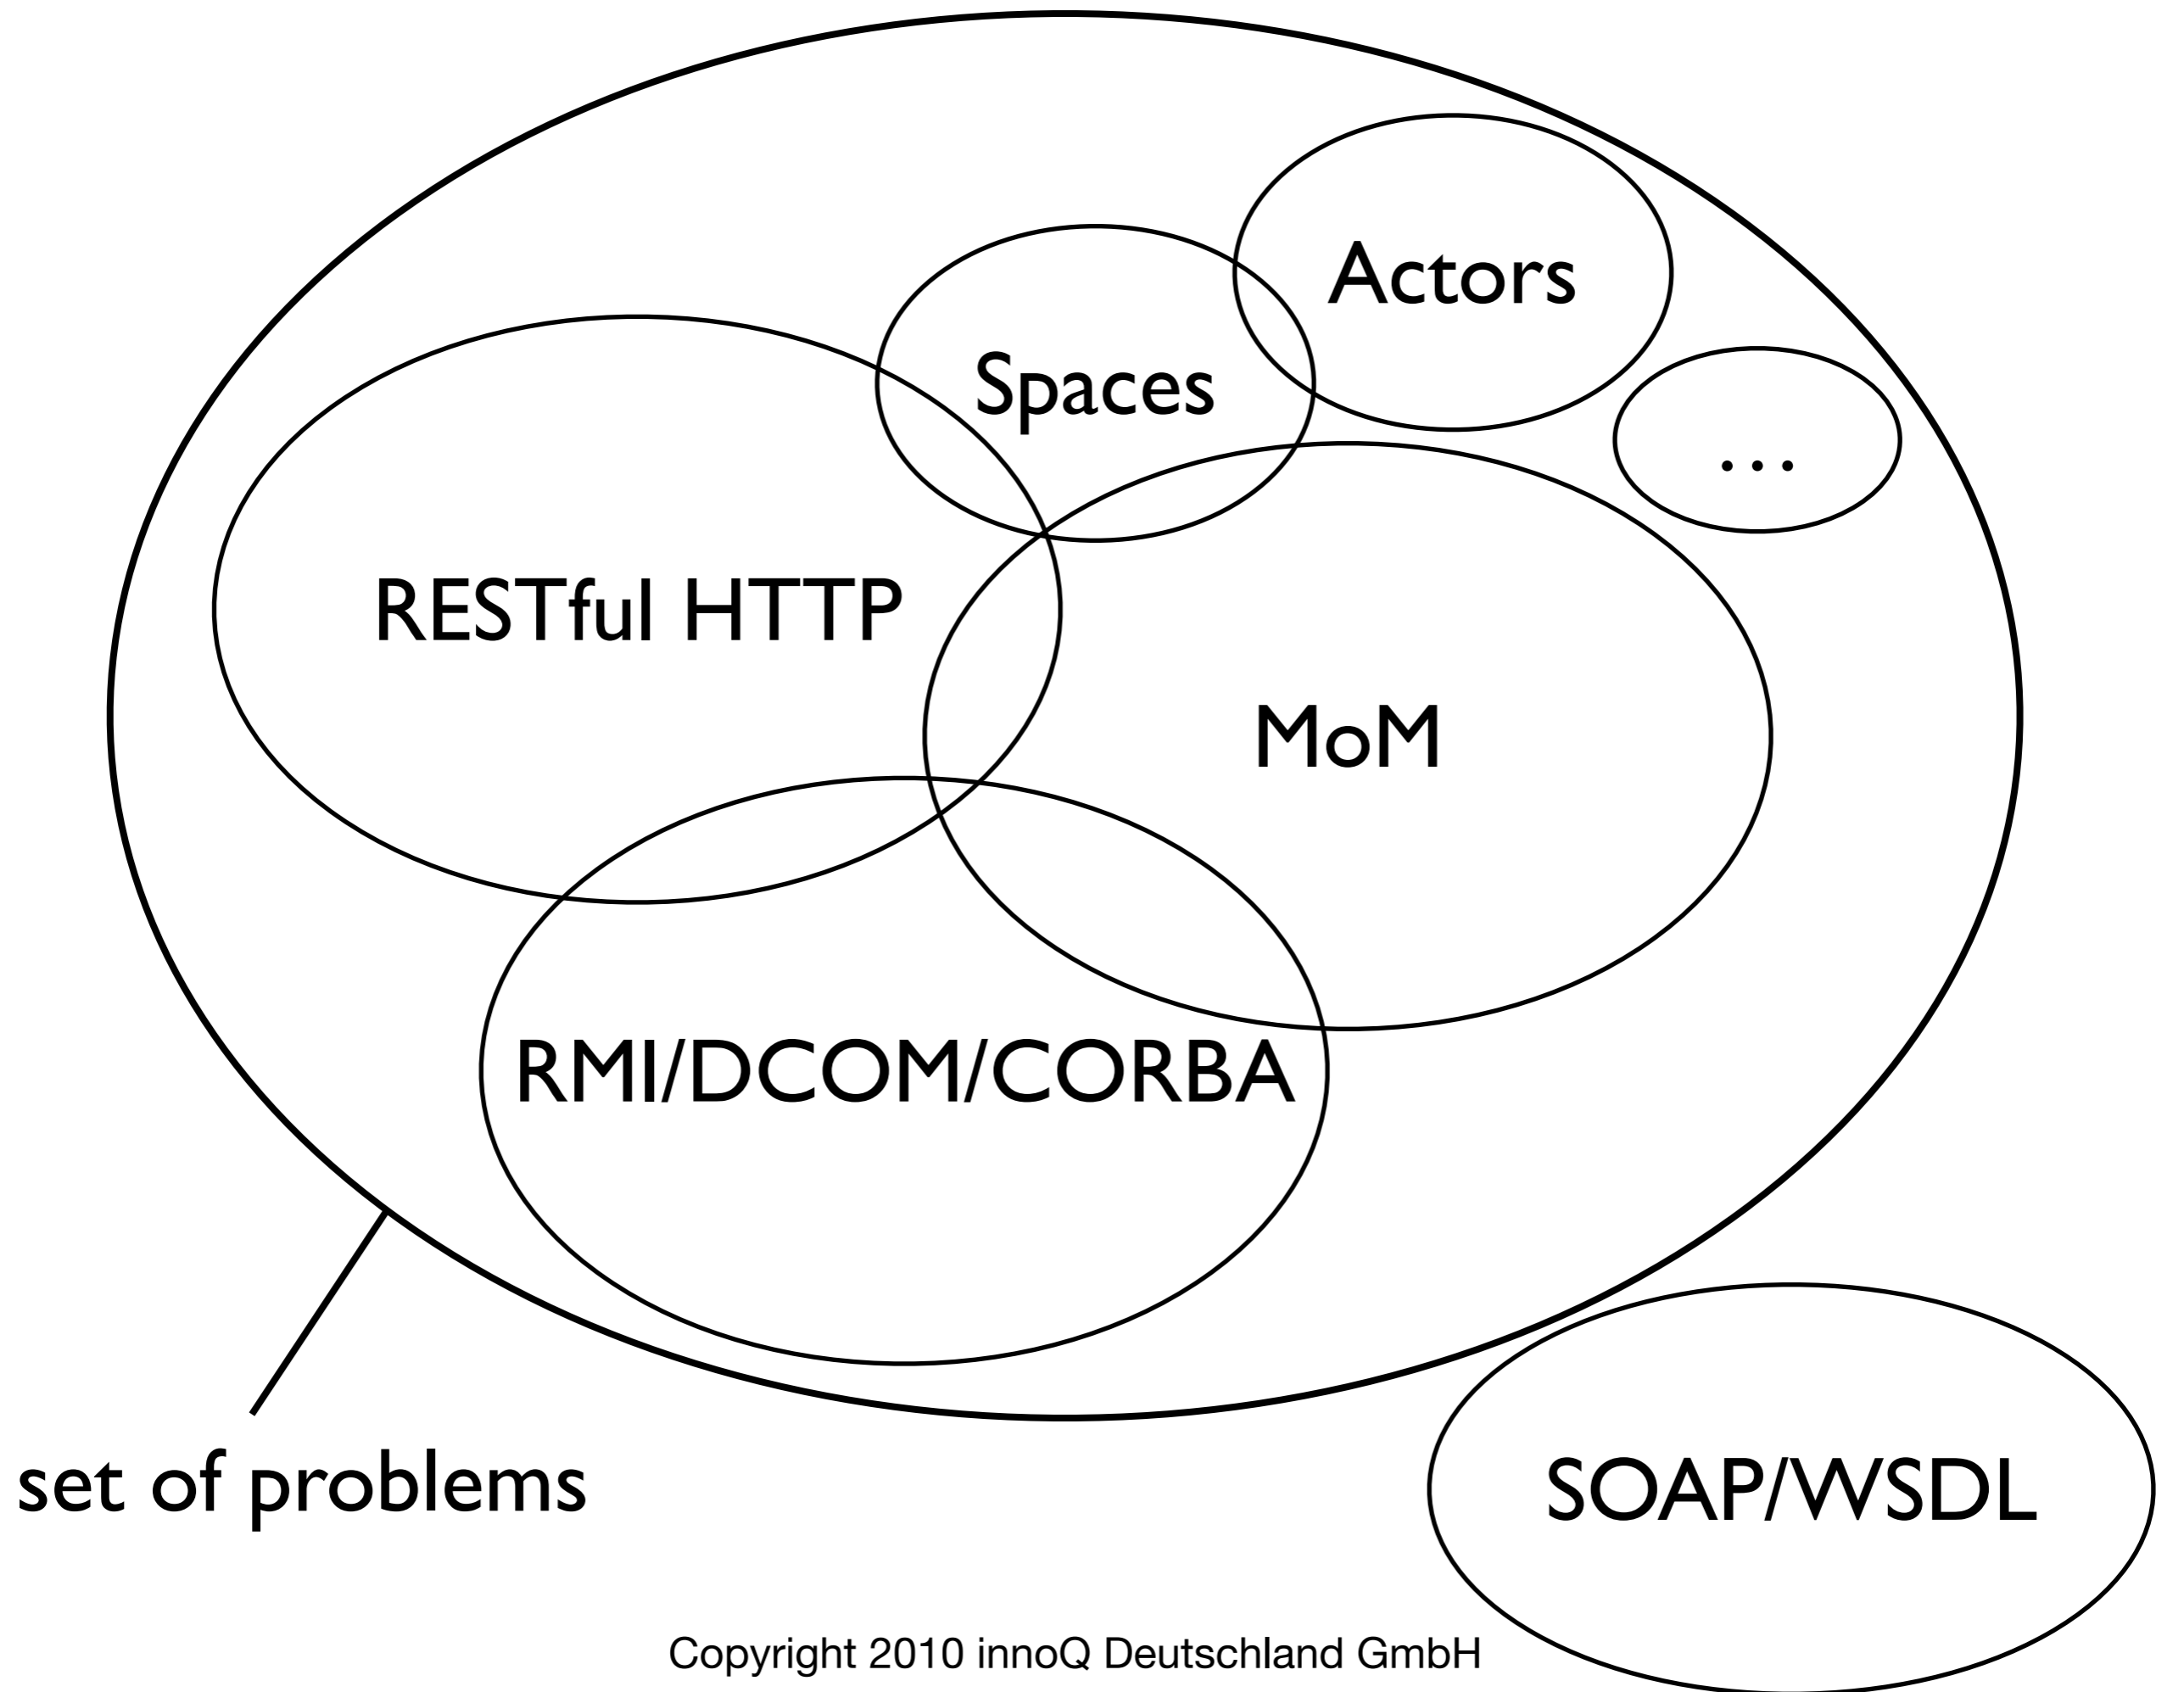 Actors
Spaces
...
RESTful HTTP
MoM
RMI/DCOM/CORBA
set of problems
SOAP/WSDL
Copyright 2010 innoQ Deutschland GmbH